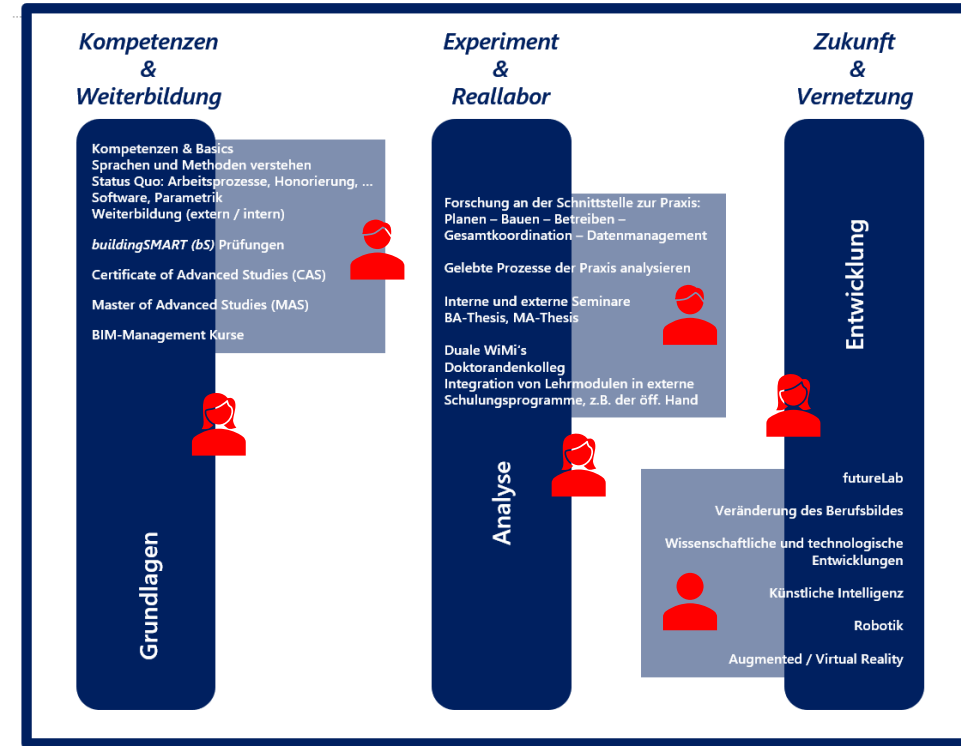 Kompetenzen
&
Weiterbildung
Kompetenzen & Basics
Sprachen und Methoden verstehen
Status Quo: Arbeitsprozesse, Honorierung, ...
Software, Parametrik
Weiterbildung (extern / intern)
buildingSMART (bS) Prüfungen
Certificate of Advanced Studies (CAS)
Master of Advanced Studies (MAS)
BIM-Management Kurse
Grundlagen
Experiment
&
Reallabor
Forschung an der Schnittstelle zur Praxis:
Planen – Bauen – Betreiben –
Gesamtkoordination – Datenmanagement
Gelebte Prozesse der Praxis analysieren
Interne und externe Seminare
BA-Thesis, MA-Thesis
Duale WiMi's
Doktorandenkolleg
Integration von Lehrmodulen in externe
Schulungsprogramme, z.B. der öff. Hand
Analyse
Zukunft
&
Vernetzung
Entwicklung
futureLab
Veränderung des Berufsbildes
Wissenschaftliche und technologische
Entwicklungen
Künstliche Intelligenz
Robotik
Augmented / Virtual Reality